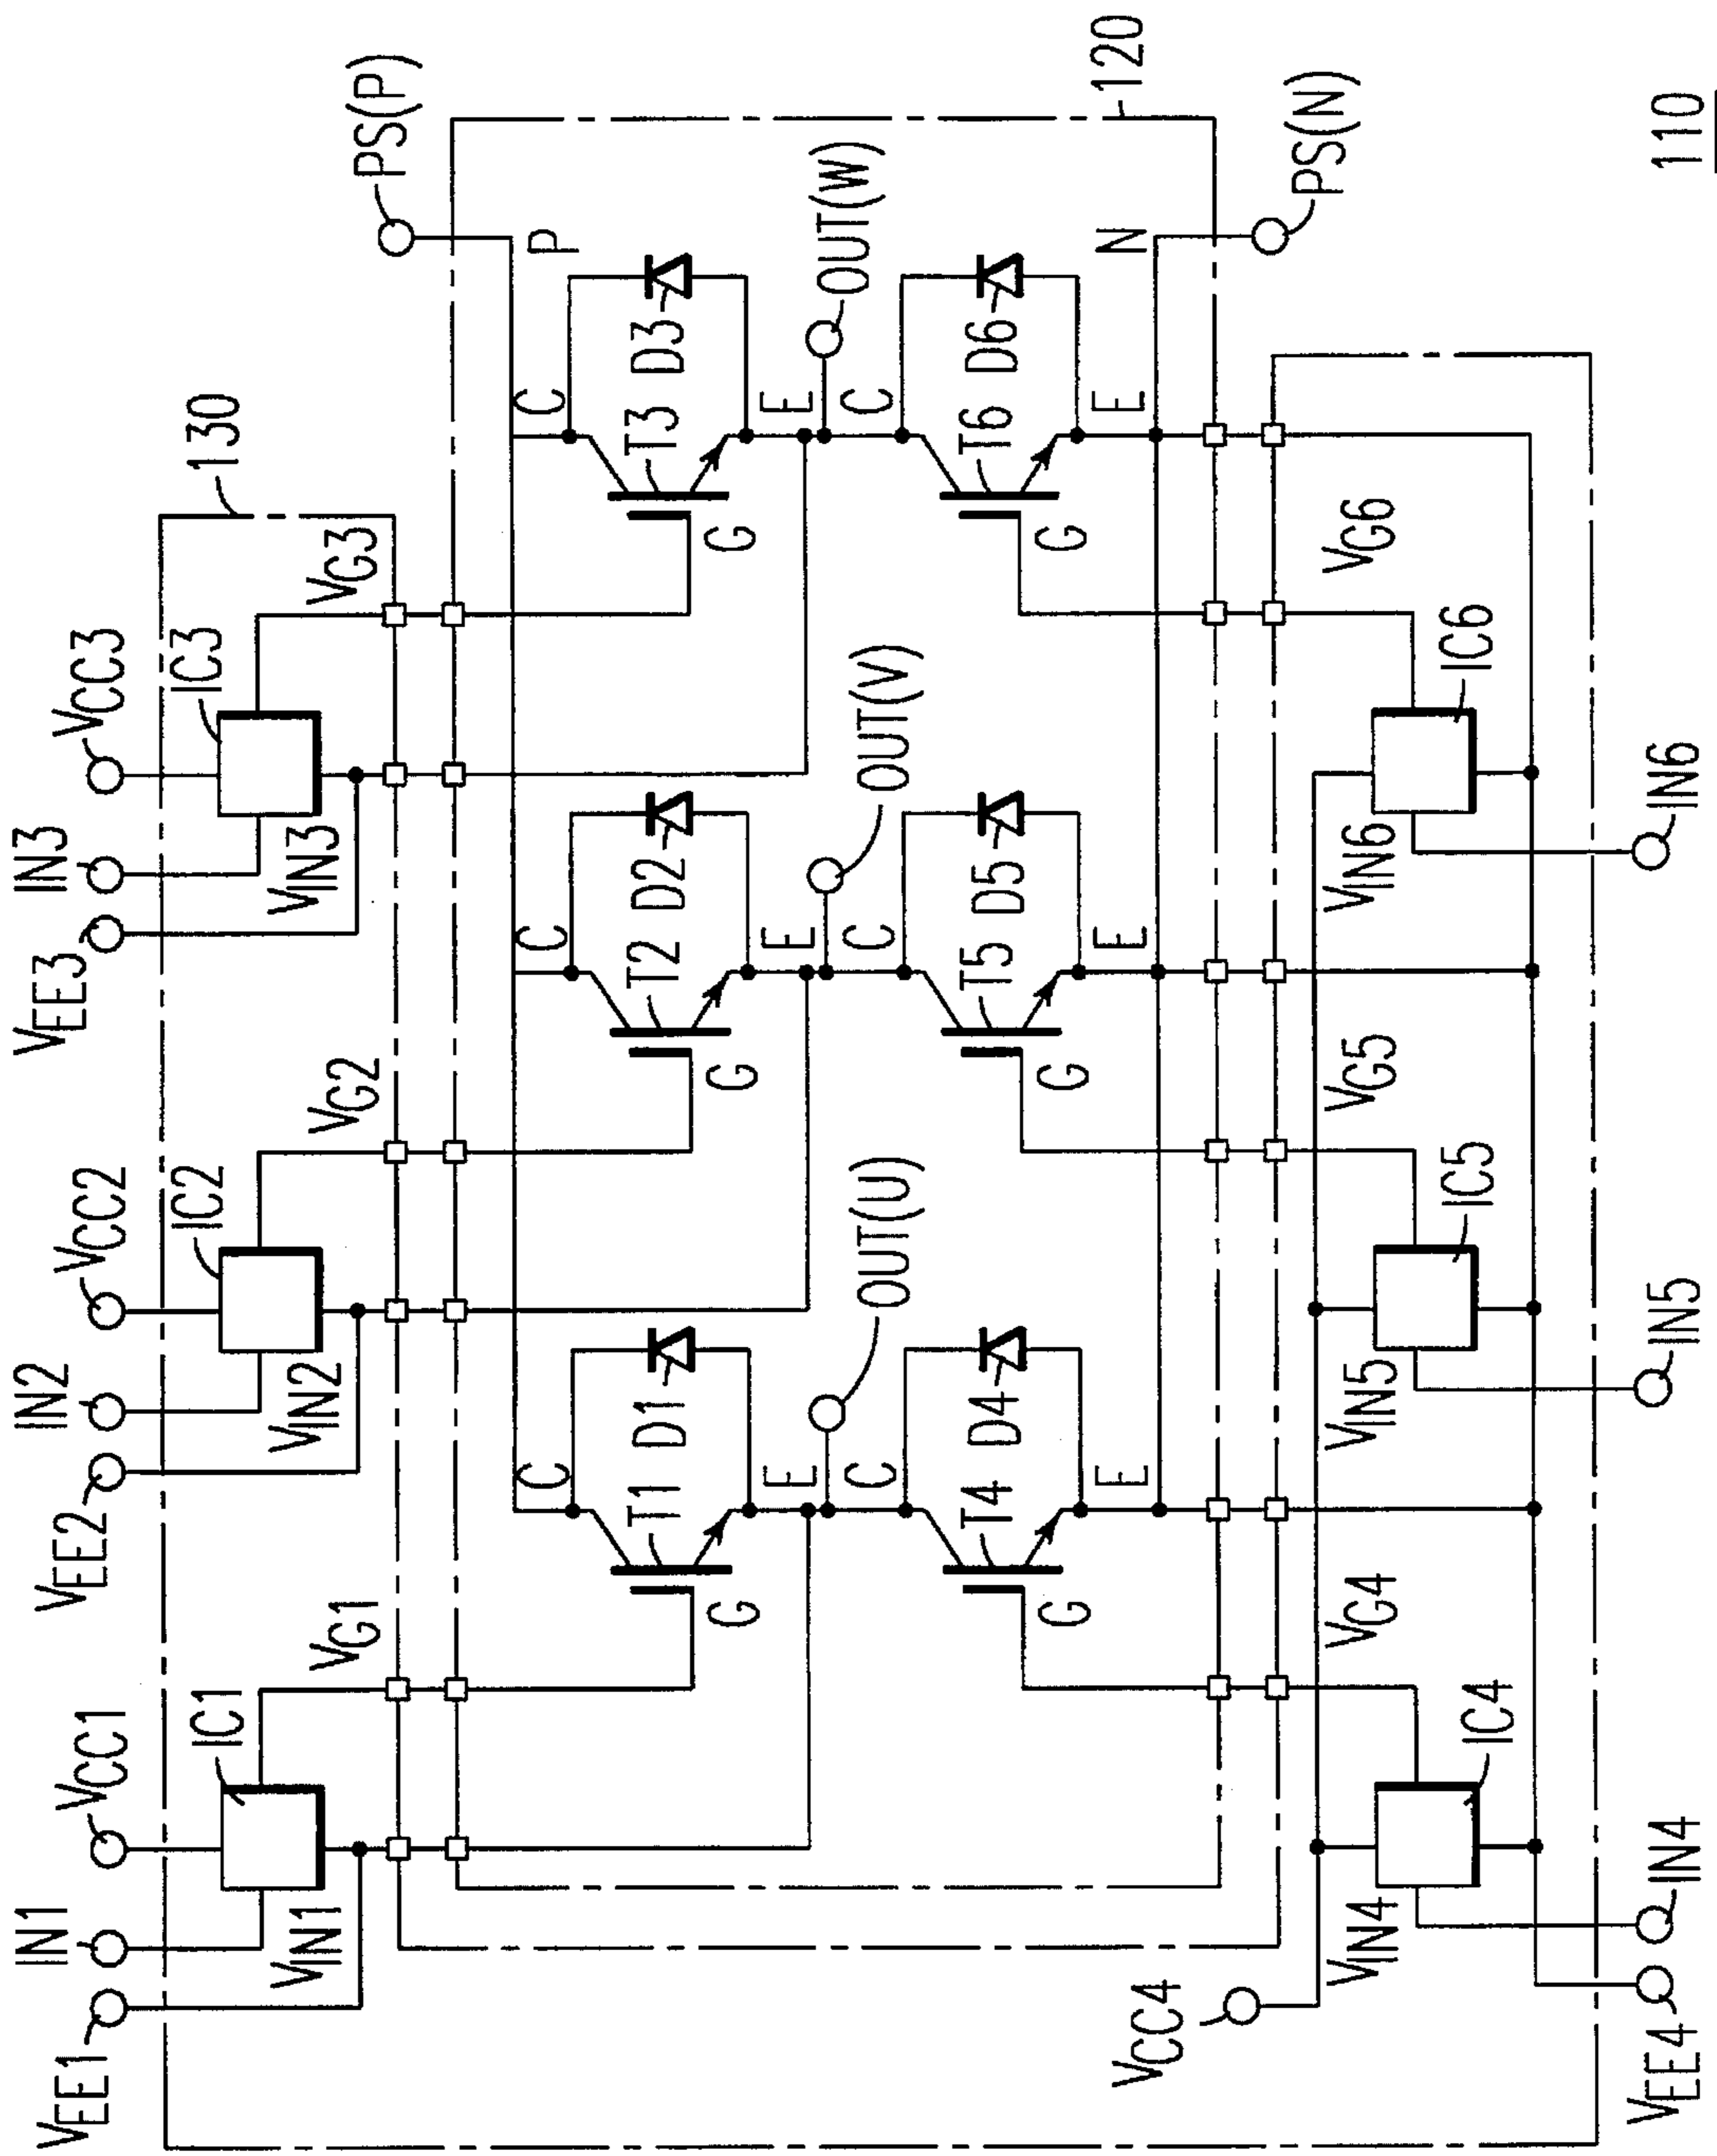 VEE1
IN1
VCC1
VEE2
IN2
VCC2
VEE3
IN3
VCC3
130
IC1
IC2
IC3
VIN1
VG1
VIN2
VG2
VIN3
VG3
PS(P)
P
C
C
C
T1
D1
T2
D2
T3
D3
G
G
G
E
E
E
OUT(U)
OUT(V)
OUT(W)
C
C
C
T4
D4
T5
D5
T6
D6
G
G
G
E
E
E
N
120
PS(N)
VCC4
VIN4
VG4
VIN5
VG5
VIN6
VG6
IC4
IC5
IC6
VEE4
IN4
IN5
IN6
110